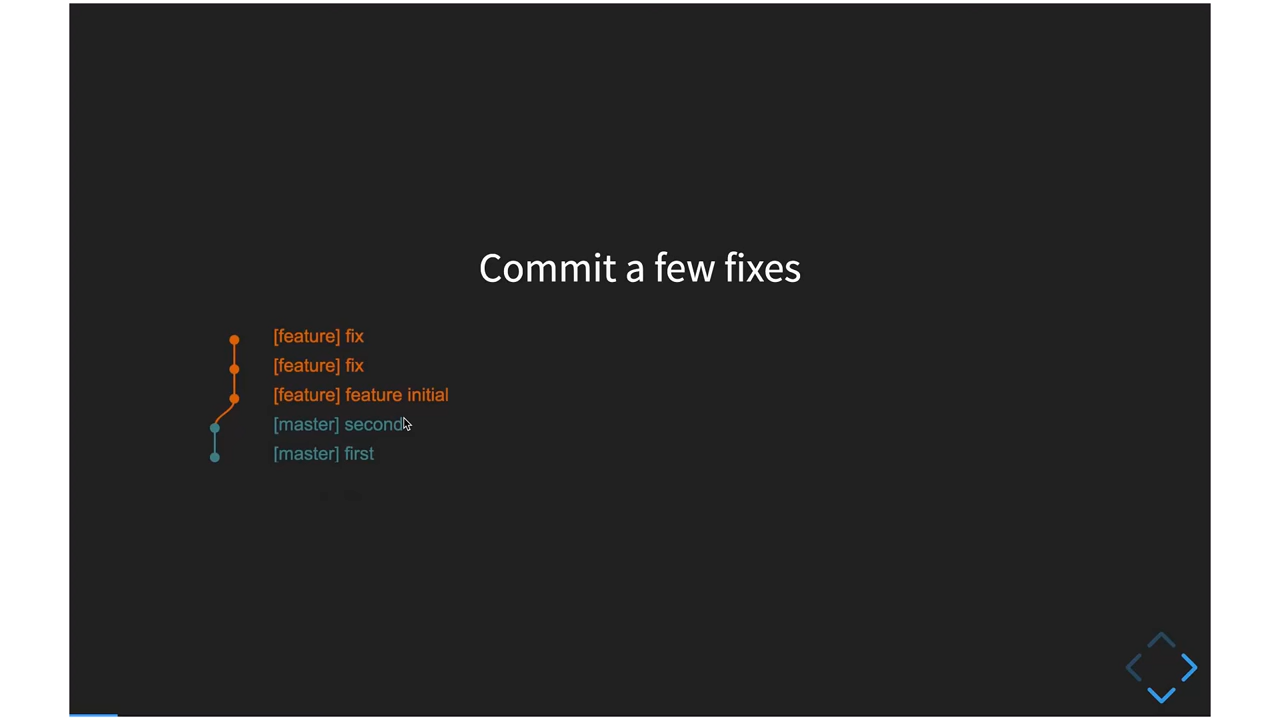 Commit a few fixes
[feature] fix
[feature] fix
[feature] feature initial
[master] second
[master] first